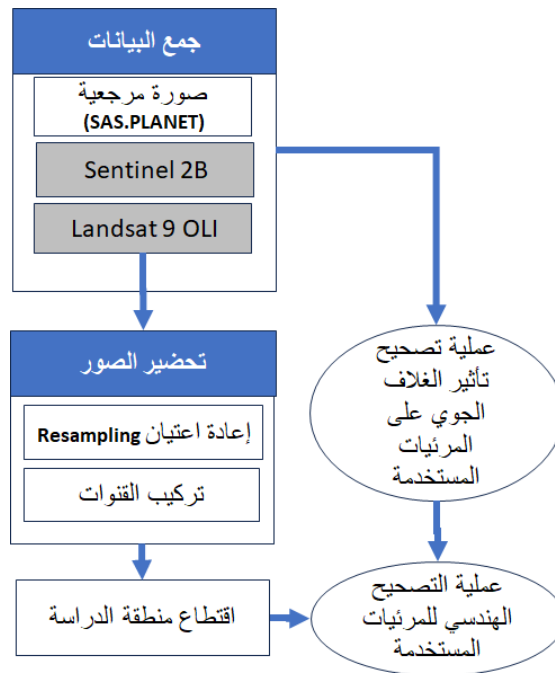 جمع البيانات
صورة مرجعية
(SAS.PLANET)
Sentinel 2B
Landsat 9 OLI
تحضير الصور
إعادة اعتيان Resampling
تركيب القنوات
اقتطاع منطقة الدراسة
عملية تصحيح
تأثير الغلاف
الجوي على
المرئيات
المستخدمة
عملية التصحيح
الهندسي للمرئيات
المستخدمة